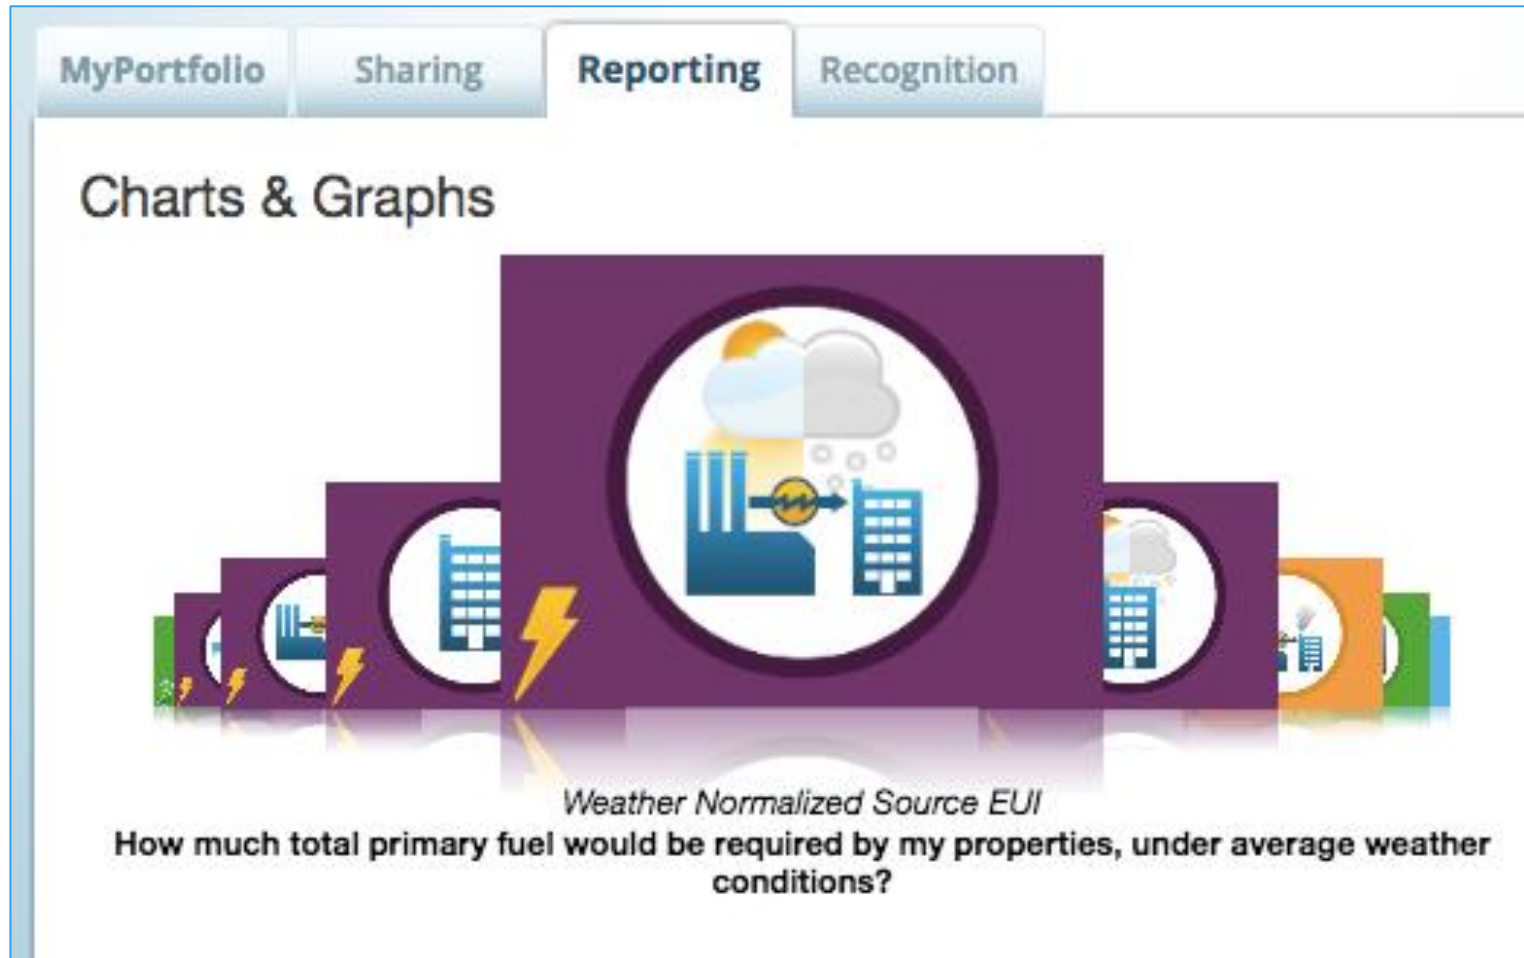 MyPortfolio Sharing Reporting Recognition
Charts & Graphs
Weather Normalized Source EUI
How much total primary fuel would be required by my properties, under average weather
conditions?